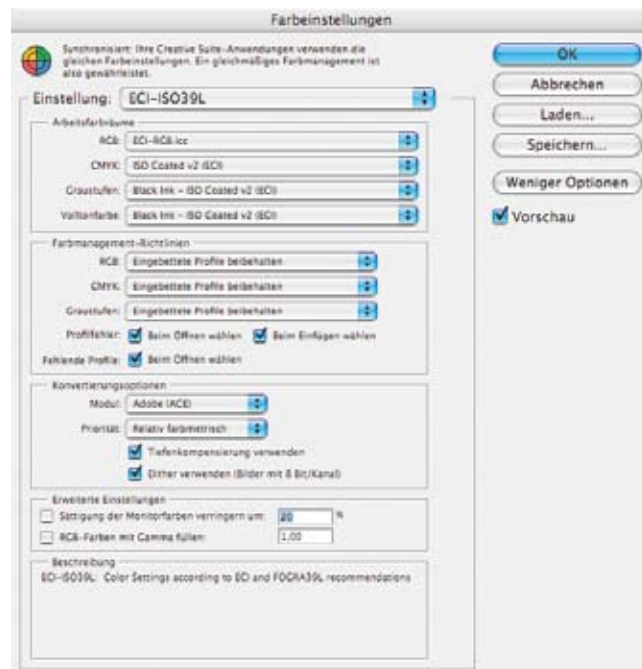 Farbeinstellungen
Synchronisiert: Ihre Creative Suite-Anwendungen verwenden die
gleichen Farbeinstellungen. Ein gleichmäßiges Farbmanagement ist
also gewährleistet.
OK
Abbrechen
Laden...
Speichern...
Weniger Optionen
Vorschau
Einstellung: ECI-ISO39L
Arbeitsfarbräume
RGB: ECI-RGB.icc
CMYK: ISO Coated v2 (ECI)
Graustufen: Black Ink - ISO Coated v2 (ECI)
Volltonfarbe: Black Ink - ISO Coated v2 (ECI)
Farbmanagement-Richtlinien
RGB: Eingebettete Profile beibehalten
CMYK: Eingebettete Profile beibehalten
Graustufen: Eingebettete Profile beibehalten
Profilfehler: Beim Öffnen wählen Beim Einfügen wählen
Fehlende Profile: Beim Öffnen wählen
Konvertierungsoptionen
Modul: Adobe (ACE)
Priorität: Relativ farbmetrisch
Tiefenkompensierung verwenden
Dither verwenden (Bilder mit 8 Bit/Kanal)
Erweiterte Einstellungen
Sättigung der Monitorfarben verringern um: 20 %
RGB-Farben mit Gamma füllen: 1,00
Beschreibung
ECI-ISO39L: Color Settings according to ECI and FOGRA39L recommendations